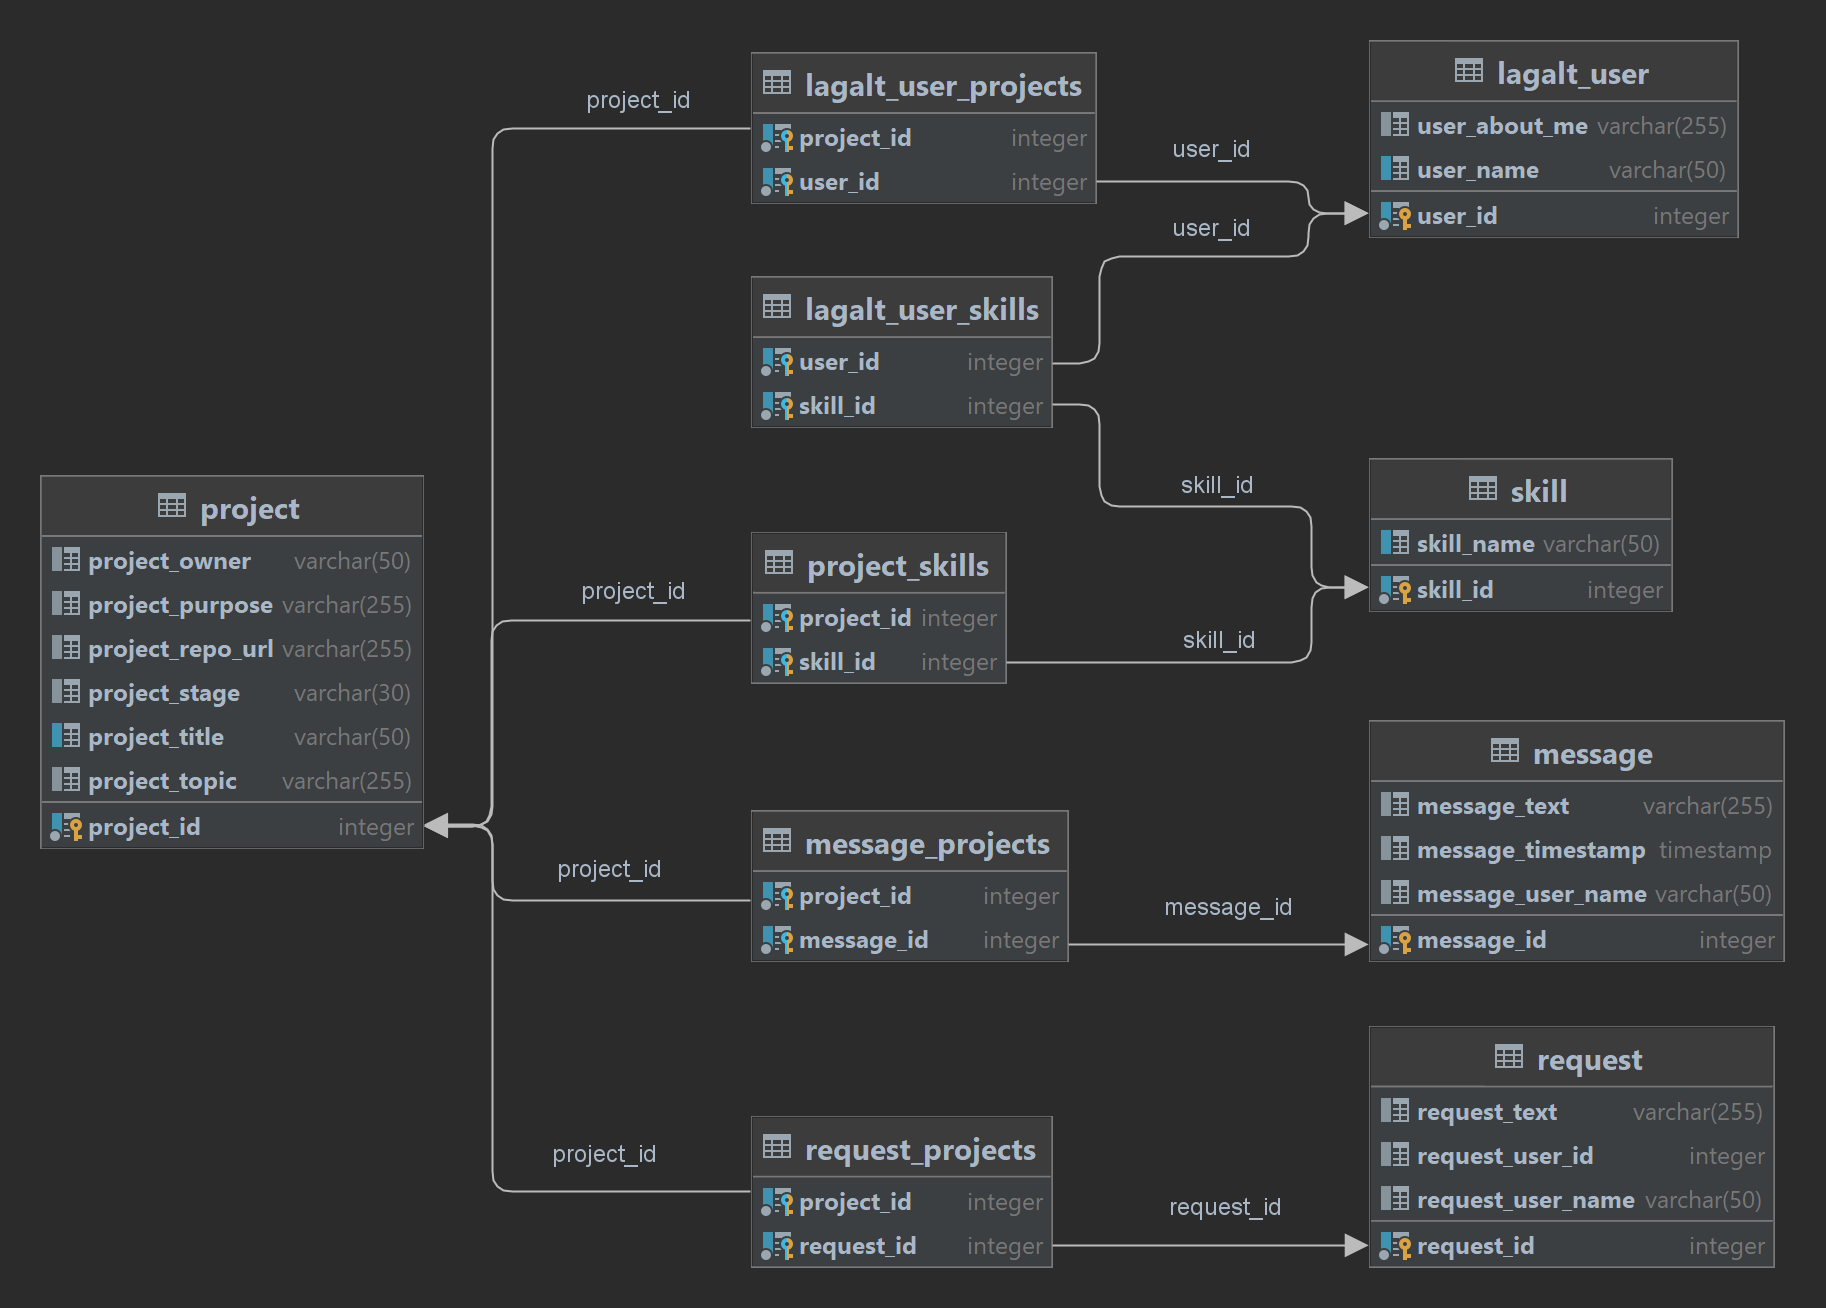 project
project_owner varchar(50)
project_purpose varchar(255)
project_repo_url varchar(255)
project_stage varchar(30)
project_title varchar(50)
project_topic varchar(255)
project_id integer
project_id
project_id
project_id
project_id
lagalt_user_projects
project_id integer
user_id integer
lagalt_user_skills
user_id integer
skill_id integer
project_skills
project_id integer
skill_id integer
message_projects
project_id integer
message_id integer
request_projects
project_id integer
request_id integer
user_id
user_id
skill_id
skill_id
message_id
request_id
lagalt_user
user_about_me varchar(255)
user_name varchar(50)
user_id integer
skill
skill_name varchar(50)
skill_id integer
message
message_text varchar(255)
message_timestamp timestamp
message_user_name varchar(50)
message_id integer
request
request_text varchar(255)
request_user_id integer
request_user_name varchar(50)
request_id integer